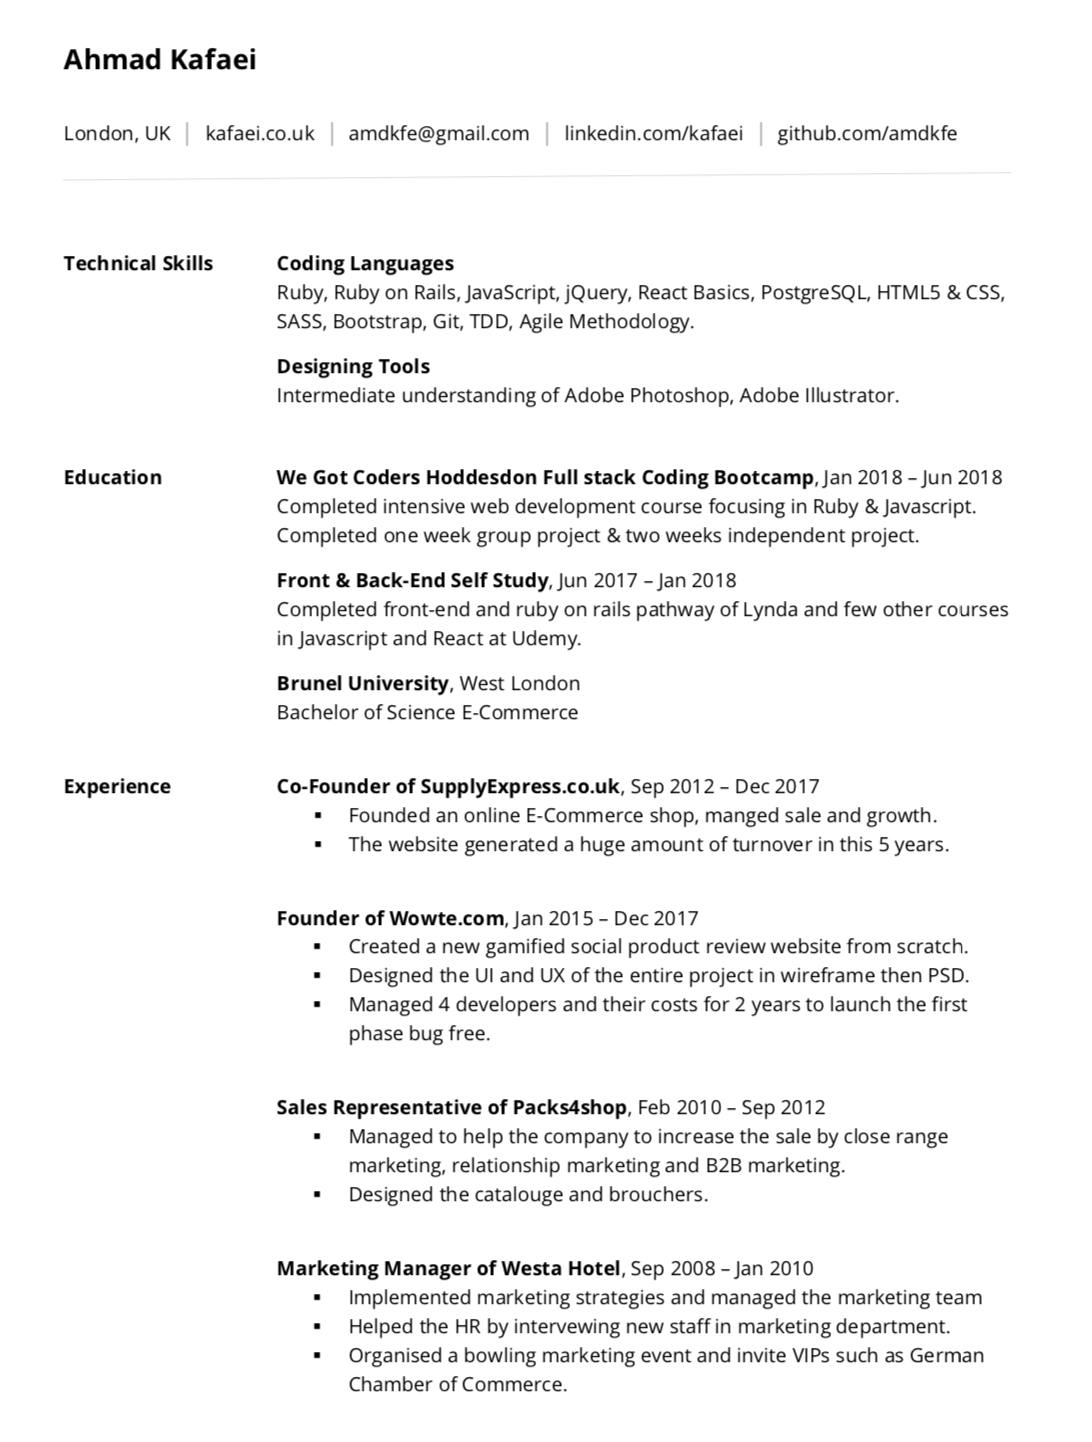 Ahmad Kafaei
London, UK | kafaei.co.uk | amdkfe@gmail.com | linkedin.com/kafaei | github.com/amdkfe
Technical Skills
Coding Languages
Ruby, Ruby on Rails, JavaScript, jQuery, React Basics, PostgreSQL, HTML5 & CSS,
SASS, Bootstrap, Git, TDD, Agile Methodology.
Designing Tools
Intermediate understanding of Adobe Photoshop, Adobe Illustrator.
Education
We Got Coders Hoddesdon Full stack Coding Bootcamp, Jan 2018 – Jun 2018
Completed intensive web development course focusing in Ruby & Javascript.
Completed one week group project & two weeks independent project.
Front & Back-End Self Study, Jun 2017 – Jan 2018
Completed front-end and ruby on rails pathway of Lynda and few other courses
in Javascript and React at Udemy.
Brunel University, West London
Bachelor of Science E-Commerce
Experience
Co-Founder of SupplyExpress.co.uk, Sep 2012 – Dec 2017
▪ Founded an online E-Commerce shop, manged sale and growth.
▪ The website generated a huge amount of turnover in this 5 years.
Founder of Wowte.com, Jan 2015 – Dec 2017
▪ Created a new gamified social product review website from scratch.
▪ Designed the UI and UX of the entire project in wireframe then PSD.
▪ Managed 4 developers and their costs for 2 years to launch the first
phase bug free.
Sales Representative of Packs4shop, Feb 2010 – Sep 2012
▪ Managed to help the company to increase the sale by close range
marketing, relationship marketing and B2B marketing.
▪ Designed the catalouge and brouchers.
Marketing Manager of Westa Hotel, Sep 2008 – Jan 2010
▪ Implemented marketing strategies and managed the marketing team
▪ Helped the HR by intervewing new staff in marketing department.
▪ Organised a bowling marketing event and invite VIPs such as German
Chamber of Commerce.